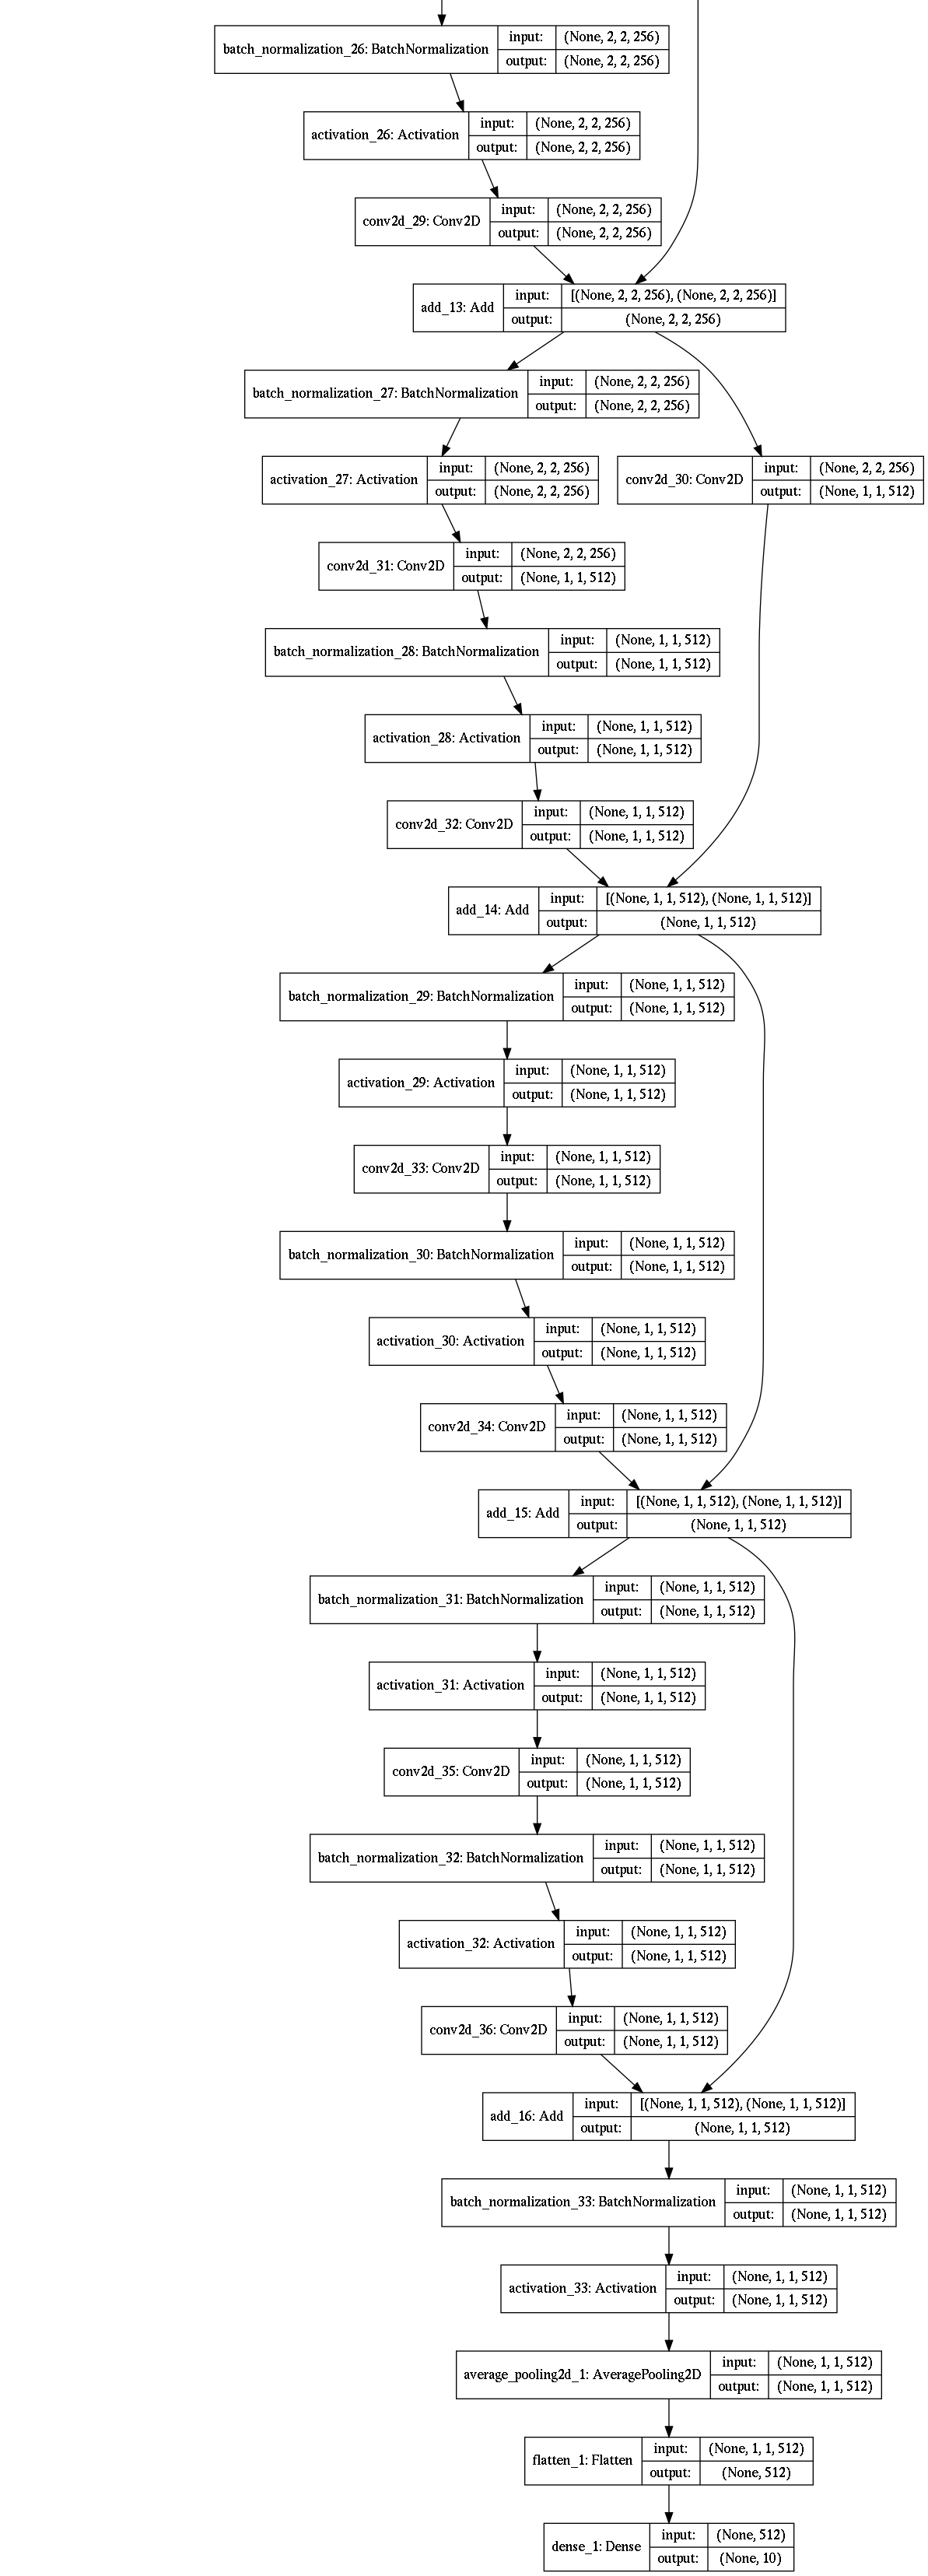 batch_normalization_26: BatchNormalization
input: (None, 2, 2, 256)
output: (None, 2, 2, 256)
activation_26: Activation
input: (None, 2, 2, 256)
output: (None, 2, 2, 256)
conv2d_29: Conv2D
input: (None, 2, 2, 256)
output: (None, 2, 2, 256)
add_13: Add
input: [(None, 2, 2, 256), (None, 2, 2, 256)]
output: (None, 2, 2, 256)
batch_normalization_27: BatchNormalization
input: (None, 2, 2, 256)
output: (None, 2, 2, 256)
activation_27: Activation
input: (None, 2, 2, 256)
output: (None, 2, 2, 256)
conv2d_30: Conv2D
input: (None, 2, 2, 256)
output: (None, 1, 1, 512)
conv2d_31: Conv2D
input: (None, 2, 2, 256)
output: (None, 1, 1, 512)
batch_normalization_28: BatchNormalization
input: (None, 1, 1, 512)
output: (None, 1, 1, 512)
activation_28: Activation
input: (None, 1, 1, 512)
output: (None, 1, 1, 512)
conv2d_32: Conv2D
input: (None, 1, 1, 512)
output: (None, 1, 1, 512)
add_14: Add
input: [(None, 1, 1, 512), (None, 1, 1, 512)]
output: (None, 1, 1, 512)
batch_normalization_29: BatchNormalization
input: (None, 1, 1, 512)
output: (None, 1, 1, 512)
activation_29: Activation
input: (None, 1, 1, 512)
output: (None, 1, 1, 512)
conv2d_33: Conv2D
input: (None, 1, 1, 512)
output: (None, 1, 1, 512)
batch_normalization_30: BatchNormalization
input: (None, 1, 1, 512)
output: (None, 1, 1, 512)
activation_30: Activation
input: (None, 1, 1, 512)
output: (None, 1, 1, 512)
conv2d_34: Conv2D
input: (None, 1, 1, 512)
output: (None, 1, 1, 512)
add_15: Add
input: [(None, 1, 1, 512), (None, 1, 1, 512)]
output: (None, 1, 1, 512)
batch_normalization_31: BatchNormalization
input: (None, 1, 1, 512)
output: (None, 1, 1, 512)
activation_31: Activation
input: (None, 1, 1, 512)
output: (None, 1, 1, 512)
conv2d_35: Conv2D
input: (None, 1, 1, 512)
output: (None, 1, 1, 512)
batch_normalization_32: BatchNormalization
input: (None, 1, 1, 512)
output: (None, 1, 1, 512)
activation_32: Activation
input: (None, 1, 1, 512)
output: (None, 1, 1, 512)
conv2d_36: Conv2D
input: (None, 1, 1, 512)
output: (None, 1, 1, 512)
add_16: Add
input: [(None, 1, 1, 512), (None, 1, 1, 512)]
output: (None, 1, 1, 512)
batch_normalization_33: BatchNormalization
input: (None, 1, 1, 512)
output: (None, 1, 1, 512)
activation_33: Activation
input: (None, 1, 1, 512)
output: (None, 1, 1, 512)
average_pooling2d_1: AveragePooling2D
input: (None, 1, 1, 512)
output: (None, 1, 1, 512)
flatten_1: Flatten
input: (None, 1, 1, 512)
output: (None, 512)
dense_1: Dense
input: (None, 512)
output: (None, 10)